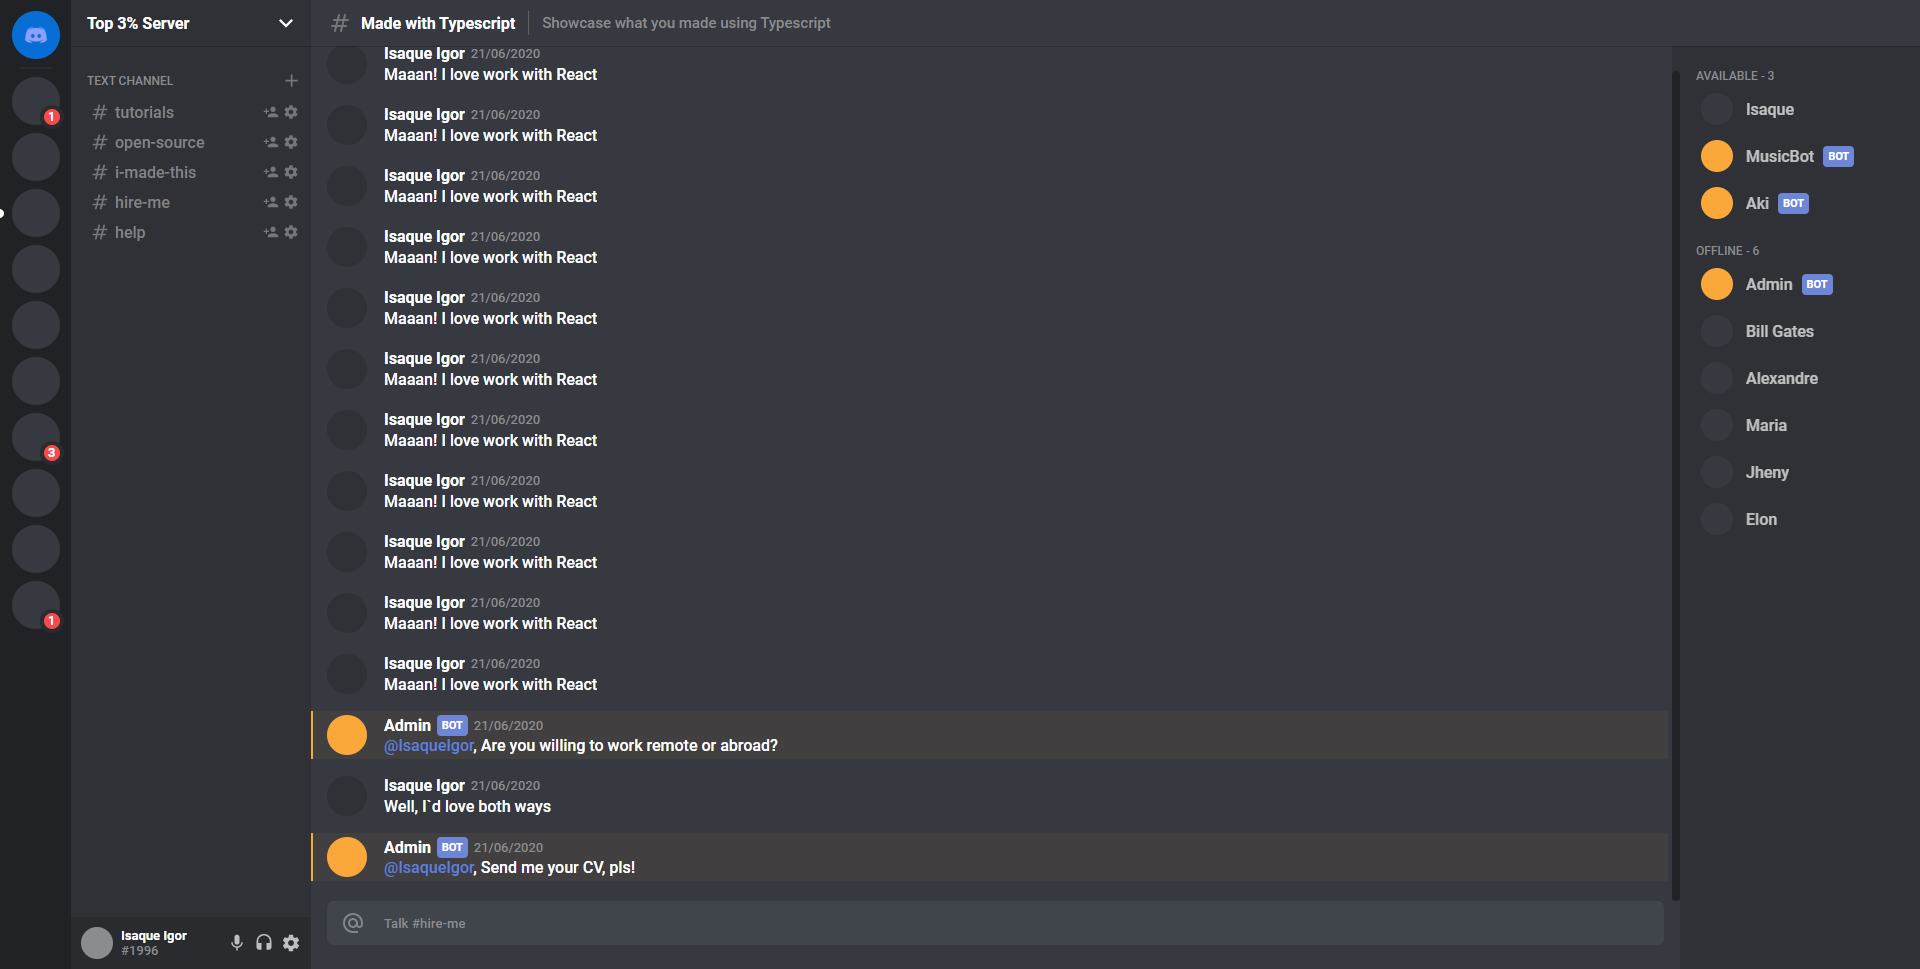 Top 3% Server
Made with Typescript
Showcase what you made using Typescript
1
3
1
TEXT CHANNEL
tutorials
open-source
i-made-this
hire-me
help
Isaque Igor
#1996
Isaque Igor 21/06/2020
Maaan! I love work with React
Isaque Igor 21/06/2020
Maaan! I love work with React
Isaque Igor 21/06/2020
Maaan! I love work with React
Isaque Igor 21/06/2020
Maaan! I love work with React
Isaque Igor 21/06/2020
Maaan! I love work with React
Isaque Igor 21/06/2020
Maaan! I love work with React
Isaque Igor 21/06/2020
Maaan! I love work with React
Isaque Igor 21/06/2020
Maaan! I love work with React
Isaque Igor 21/06/2020
Maaan! I love work with React
Isaque Igor 21/06/2020
Maaan! I love work with React
Isaque Igor 21/06/2020
Maaan! I love work with React
Admin BOT 21/06/2020
@IsaqueIgor, Are you willing to work remote or abroad?
Isaque Igor 21/06/2020
Well, I`d love both ways
Admin BOT 21/06/2020
@IsaqueIgor, Send me your CV, pls!
Talk #hire-me
AVAILABLE - 3
Isaque
MusicBot BOT
Aki BOT
OFFLINE - 6
Admin BOT
Bill Gates
Alexandre
Maria
Jheny
Elon